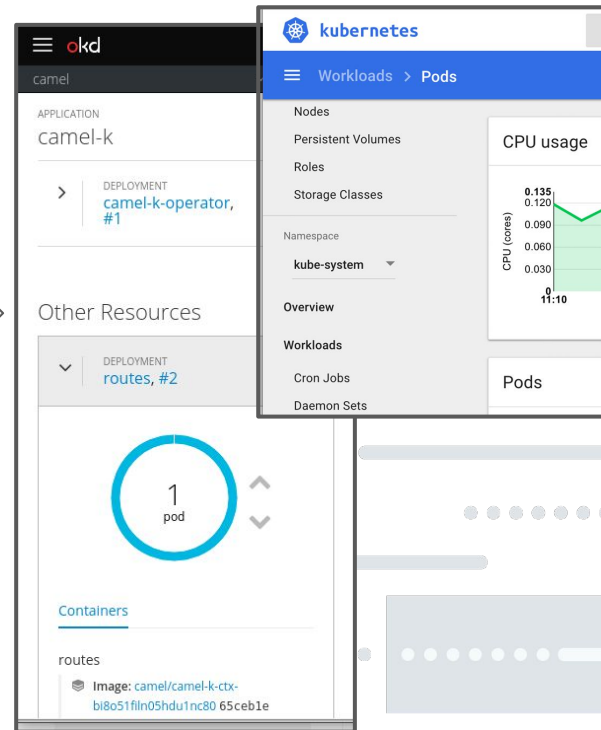 okd
camel
APPLICATION
camel-k
DEPLOYMENT
camel-k-operator,
#1
Other Resources
DEPLOYMENT
routes, #2
1
pod
Containers
routes
Image: camel/camel-k-ctx-
bi8o51filn05hdu1nc80 65ceb1e
kubernetes
Workloads > Pods
Nodes
Persistent Volumes
Roles
Storage Classes
Namespace
kube-system
Overview
Workloads
Cron Jobs
Daemon Sets
CPU usage
CPU (cores)
0.135
0.120
0.090
0.060
0.030
0
11:10
Pods